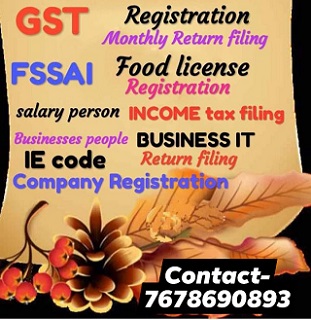 GST Registration
Monthly Return filing
FSSAI Food license
Registration
salary person INCOME tax filing
Businesses people BUSINESS IT
IE code Return filing
Company Registration
Contact-
7678690893